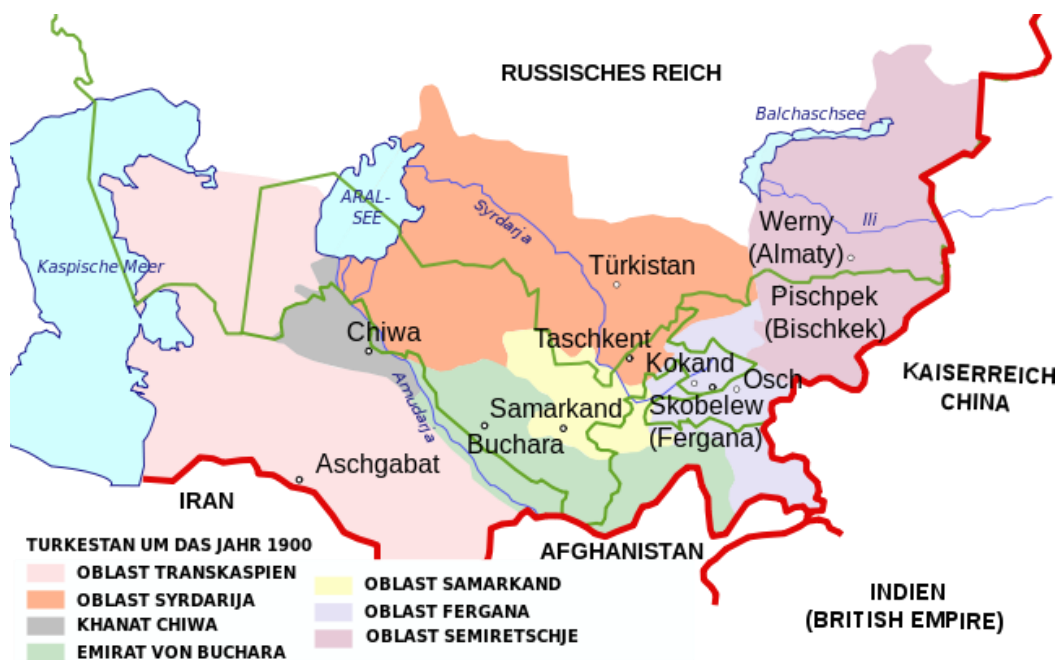 RUSSISCHES REICH
Balchaschsee
ARAL-
SEE
Syrdarja
Werny
(Almaty)
Ili
Kaspische Meer
Türkistan
Pischpek
(Bischkek)
Chiwa
Taschkent
Kokand
Osch
KAISERREICH
CHINA
Amudarja
Samarkand
Skobelew
(Fergana)
Buchara
Aschgabat
IRAN
AFGHANISTAN
INDIEN
(BRITISH EMPIRE)
TURKESTAN UM DAS JAHR 1900
OBLAST TRANSKASPIEN
OBLAST SYRDARIJA
KHANAT CHIWA
EMIRAT VON BUCHARA
OBLAST SAMARKAND
OBLAST FERGANA
OBLAST SEMIRETSCHJE